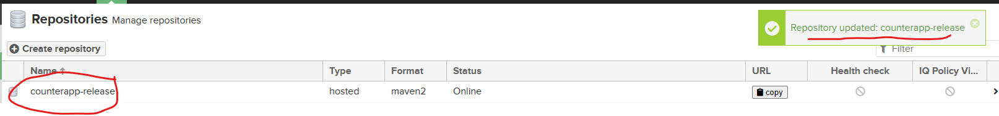 Repositories Manage repositories
Repository updated: counterapp-release
Create repository
Filter
Name Type Format Status URL Health check IQ Policy Vi...
counterapp-release hosted maven2 Online copy